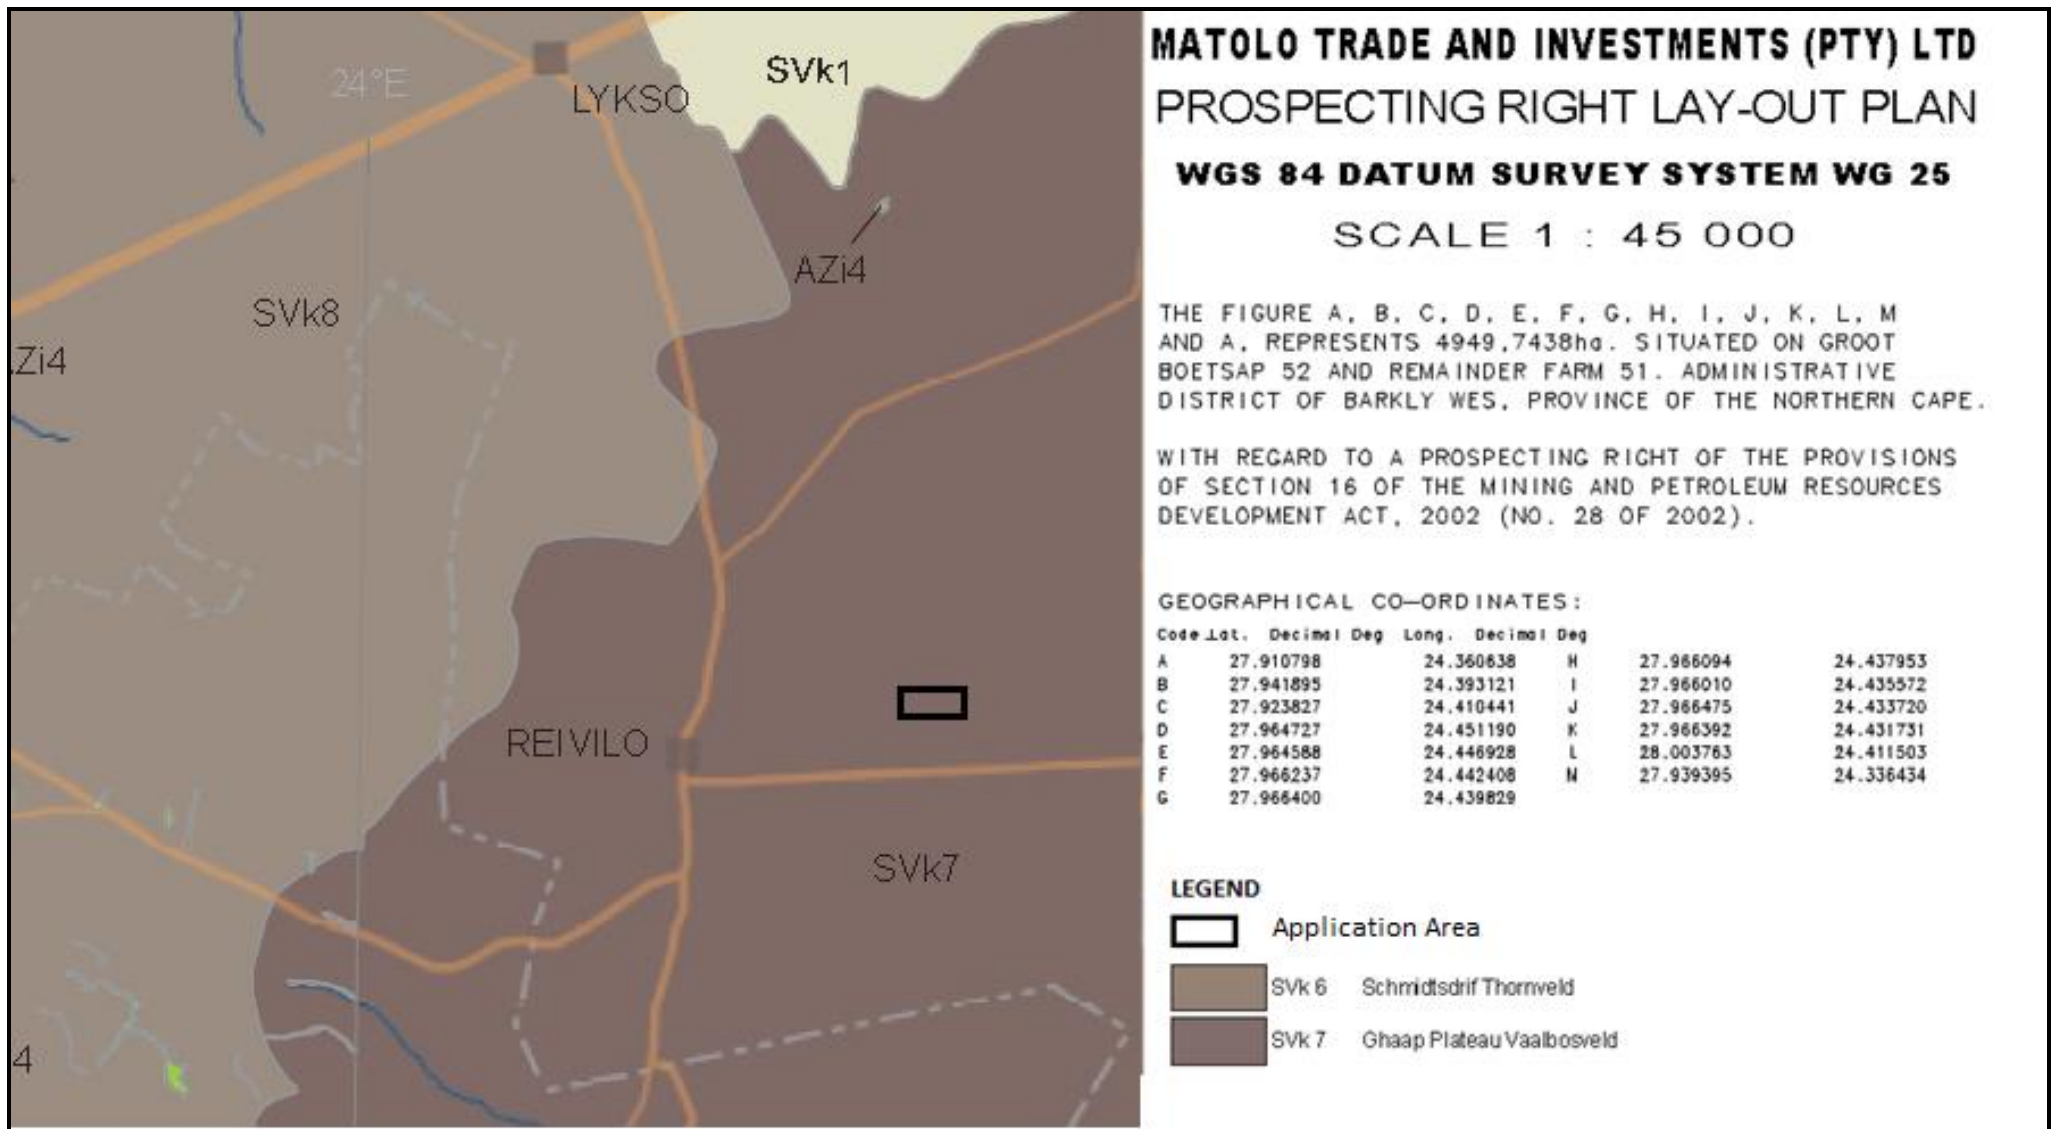 24°E
LYKSO
SVk1
AZi4
SVk8
Zi4
REIVILO
SVk7
4
MATOLO TRADE AND INVESTMENTS (PTY) LTD
PROSPECTING RIGHT LAY-OUT PLAN
WGS 84 DATUM SURVEY SYSTEM WG 25
SCALE 1 : 45 000
THE FIGURE A, B, C, D, E, F, G, H, I, J, K, L, M
AND A, REPRESENTS 4949,7438ha. SITUATED ON GROOT
BOETSAP 52 AND REMAINDER FARM 51. ADMINISTRATIVE
DISTRICT OF BARKLY WES, PROVINCE OF THE NORTHERN CAPE.
WITH REGARD TO A PROSPECTING RIGHT OF THE PROVISIONS
OF SECTION 16 OF THE MINING AND PETROLEUM RESOURCES
DEVELOPMENT ACT, 2002 (NO. 28 OF 2002).
GEOGRAPHICAL CO-ORDINATES:
Code Lat. Decimal Deg Long. Decimal Deg
A 27.910798 24.360638 H 27.966094 24.437953
B 27.941895 24.393121 I 27.966010 24.435572
C 27.923827 24.410441 J 27.966475 24.433720
D 27.964727 24.451190 K 27.966392 24.431731
E 27.964588 24.446928 L 28.003763 24.411503
F 27.966237 24.442408 M 27.939395 24.336434
G 27.966400 24.439829
LEGEND
Application Area
SVk 6 Schmidtsdrif Thornveld
SVk 7 Ghaap Plateau Vaalbosveld